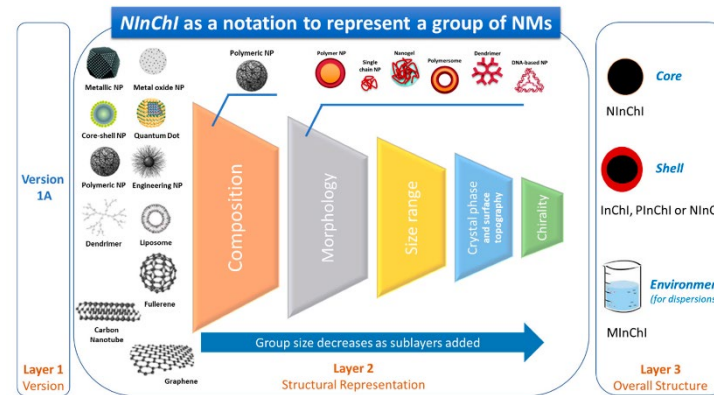 NInChI as a notation to represent a group of NMs
Version
1A
Layer 1
Version
Metallic NP
Metal oxide NP
Core-shell NP
Quantum Dot
Polymeric NP
Engineering NP
Dendrimer
Liposome
Fullerene
Carbon
Nanotube
Graphene
Polymeric NP
Polymer NP
Single
chain NP
Nanogel
Polymersome
Dendrimer
DNA-based NP
Composition
Morphology
Size range
Crystal phase
and surface
topography
Chirality
Group size decreases as sublayers added
Layer 2
Structural Representation
Core
NInChI
Shell
InChI, PInChI or NInC
Environmen
(for dispersions
MInChI
Layer 3
Overall Structure